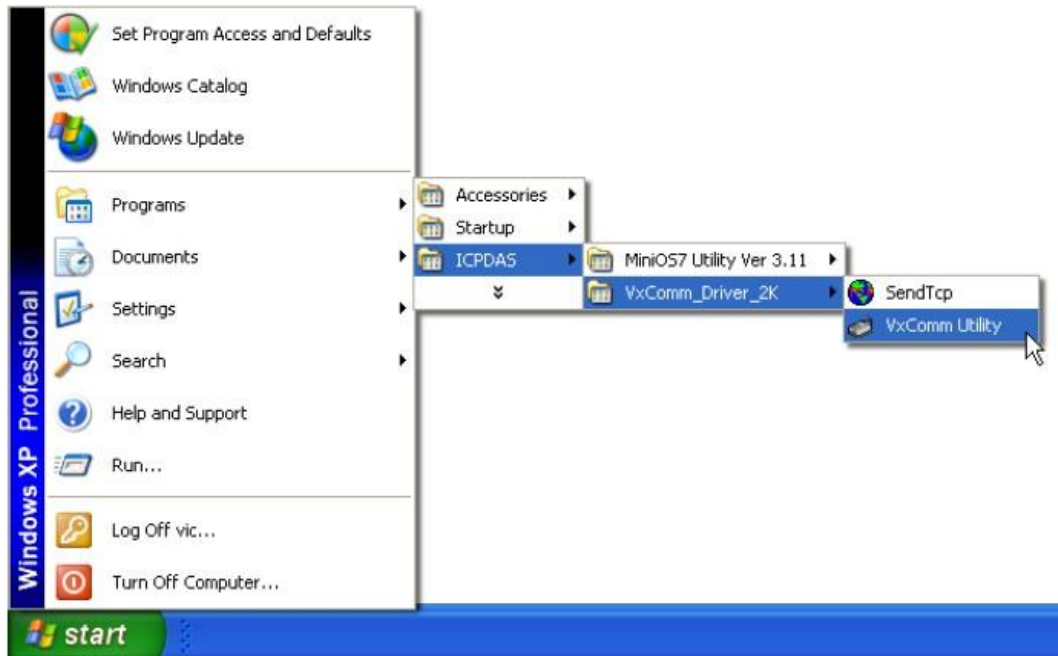 Set Program Access and Defaults
Windows Catalog
Windows Update
Programs
Documents
Settings
Search
Help and Support
Run...
Log Off vic...
Turn Off Computer...
Windows XP Professional
Accessories
Startup
ICPDAS
MiniOS7 Utility Ver 3.11
VxComm_Driver_2K
SendTcp
VxComm Utility
start